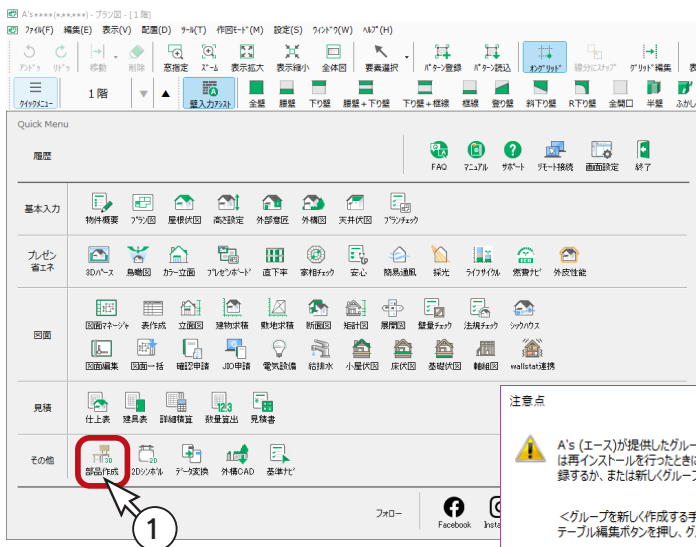 A's****(*,***,***) - プラン図 - [1 階]
ファイル(F) 編集(E) 表示(V) 配置(D) ツール(T) 作図モード(M) 設定(S) ウィンドウ(W) ヘルプ(H)
アンドゥ リドゥ 移動 削除 窓指定 ズーム 表示拡大 表示縮小 全体図 要素選択 パターン登録 パターン読込 オングリッド 線分にスナップ グリッド編集 表
クイックメニュー 1 階 ▼ ▲ 壁入力アシスト 全壁 腰壁 下り壁 腰壁+下り壁 下り壁+框線 框線 登り壁 斜下り壁 R下り壁 全開口 半壁 ふかし
Quick Menu
履歴 FAQ マニュアル サポート リモート接続 画面設定 終了
基本入力 物件概要 プラン図 屋根伏図 高さ設定 外部意匠 外構図 天井伏図 プランチェック
プレゼン
省エネ 3Dパース 鳥瞰図 カラー立面 プレゼンボード 直下率 家相チェック 安心 簡易通風 採光 ライフサイクル 燃費ナビ 外皮性能
図面 図面マネージャ 表作成 立面図 建物求積 敷地求積 断面図 矩計図 展開図 壁量チェック 法規チェック シックハウス
図面編集 図面一括 確認申請 JIO申請 電気設備 給排水 小屋伏図 床伏図 基礎伏図 軸組図 wallstat連携
見積 仕上表 建具表 詳細積算 数量算出 見積書
その他 部品作成 2Dシンボル データ変換 外構CAD 基準ナビ
1
フォロー Facebook Insta
注意点
A's (エース)が提供したグルー
は再インストールを行ったときに
録するか、または新しくグループ
<グループを新しく作成する手
テーブル編集ボタンを押し、グ